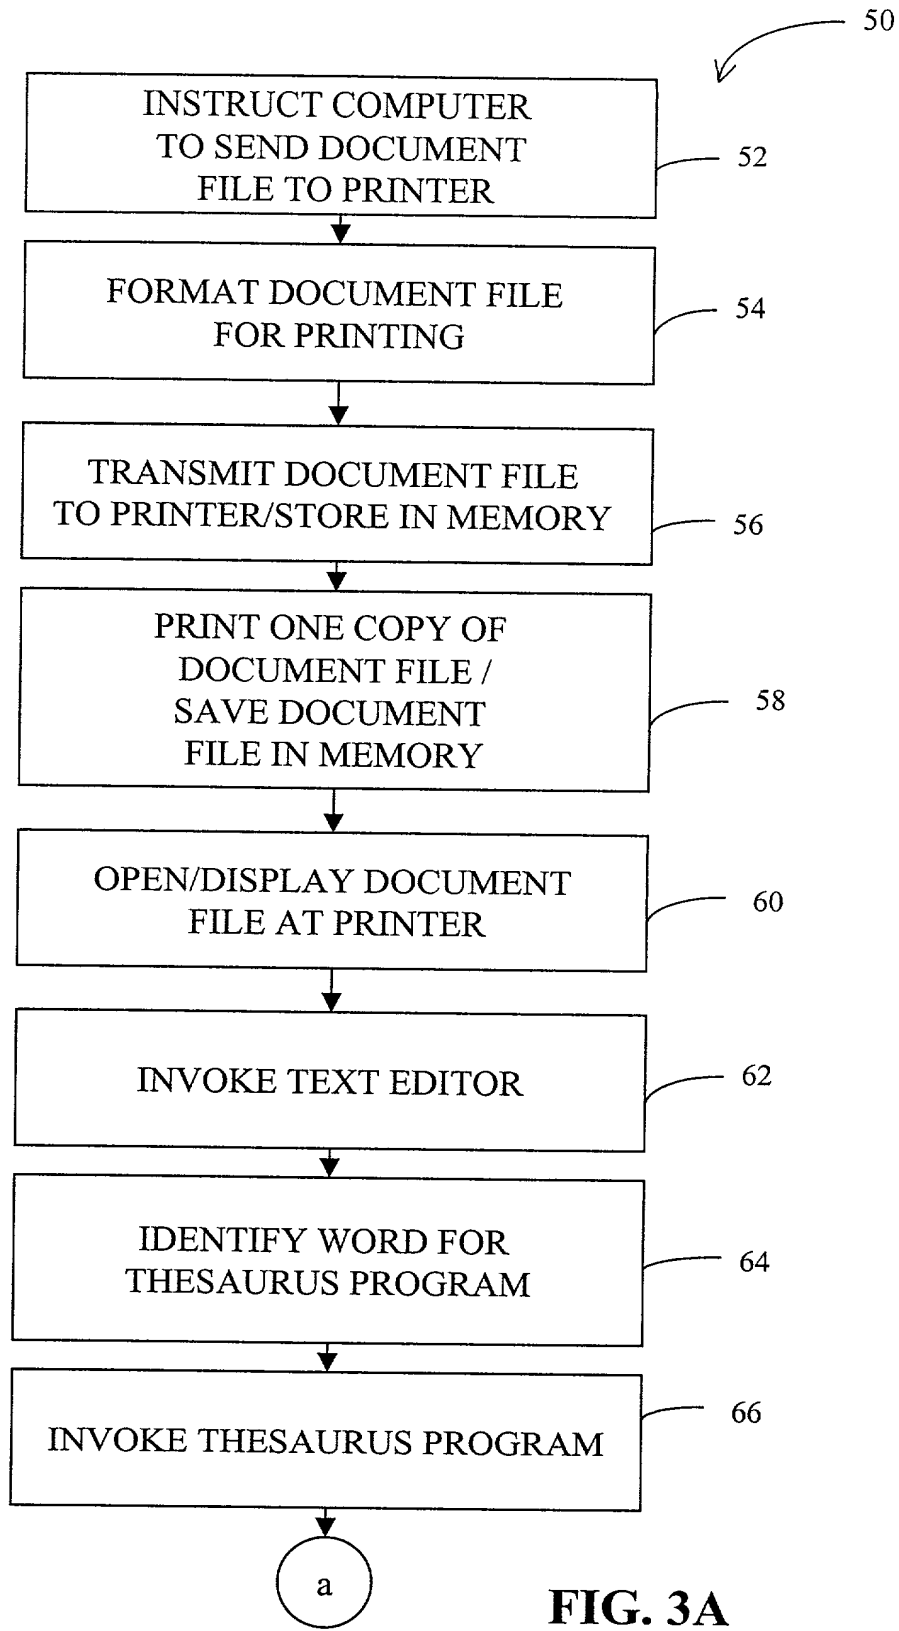 50
INSTRUCT COMPUTER
TO SEND DOCUMENT
FILE TO PRINTER
52
FORMAT DOCUMENT FILE
FOR PRINTING
54
TRANSMIT DOCUMENT FILE
TO PRINTER/STORE IN MEMORY
56
PRINT ONE COPY OF
DOCUMENT FILE /
SAVE DOCUMENT
FILE IN MEMORY
58
OPEN/DISPLAY DOCUMENT
FILE AT PRINTER
60
INVOKE TEXT EDITOR
62
IDENTIFY WORD FOR
THESAURUS PROGRAM
64
INVOKE THESAURUS PROGRAM
66
a
FIG. 3A